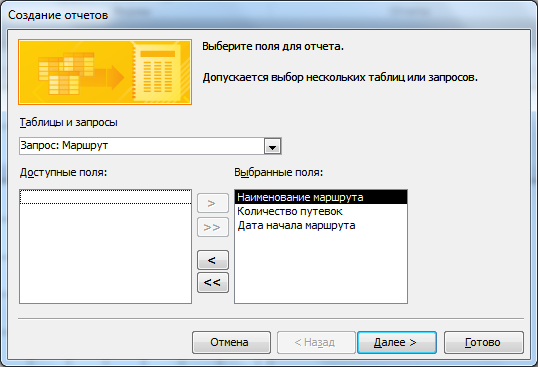 Создание отчетов
Выберите поля для отчета.
Допускается выбор нескольких таблиц или запросов.
Таблицы и запросы
Запрос: Маршрут
Доступные поля:
Выбранные поля:
Наименование маршрута
Количество путевок
Дата начала маршрута
>
>>
<
<<
Отмена
< Назад
Далее >
Готово